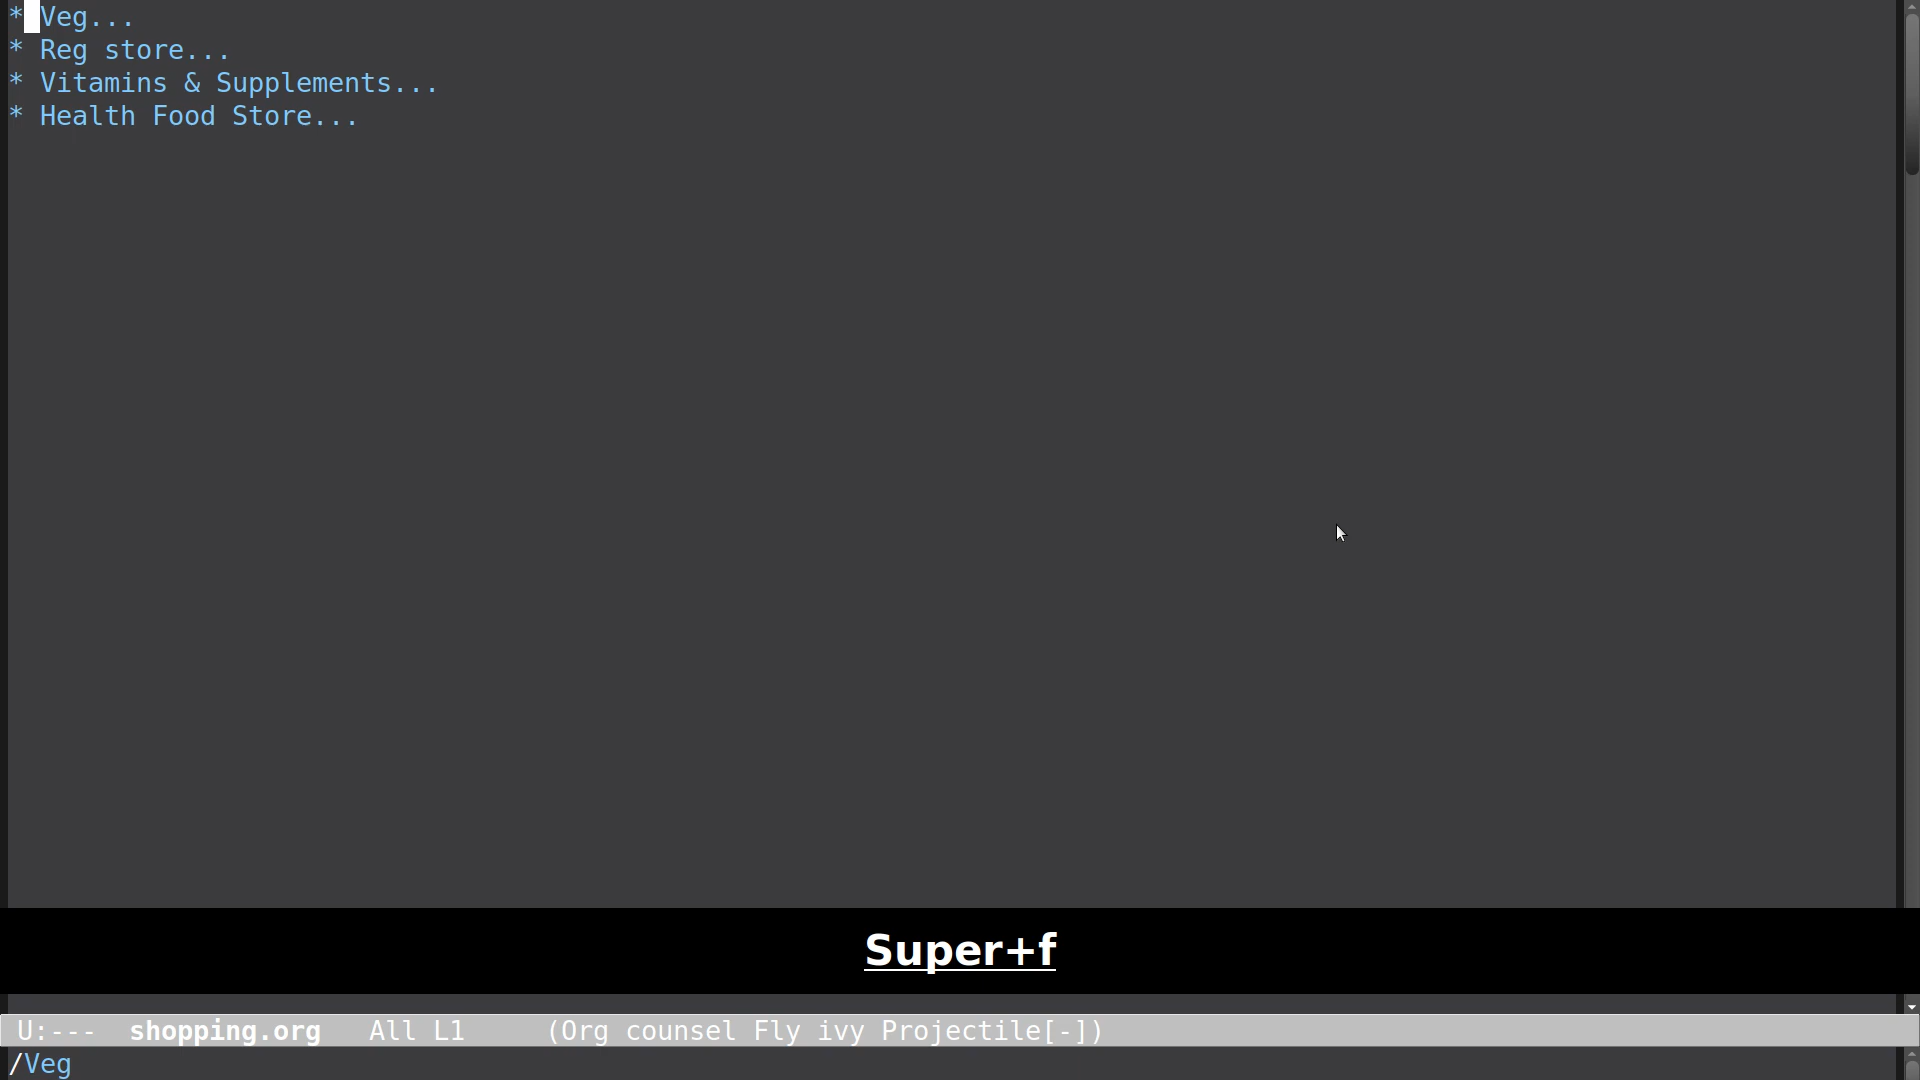 * Veg...
* Reg store...
* Vitamins & Supplements...
* Health Food Store...
Super+f
U:--- shopping.org All L1 (Org counsel Fly ivy Projectile[-])
/Veg